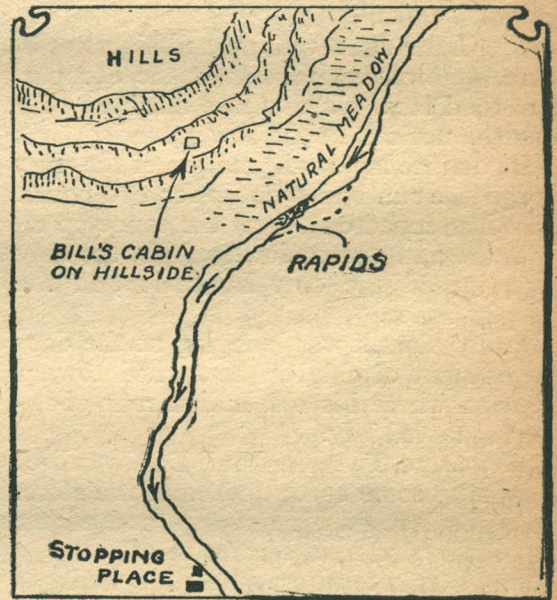 HILLS
NATURAL MEADOW
BILL'S CABIN
ON HILLSIDE
RAPIDS
STOPPING
PLACE